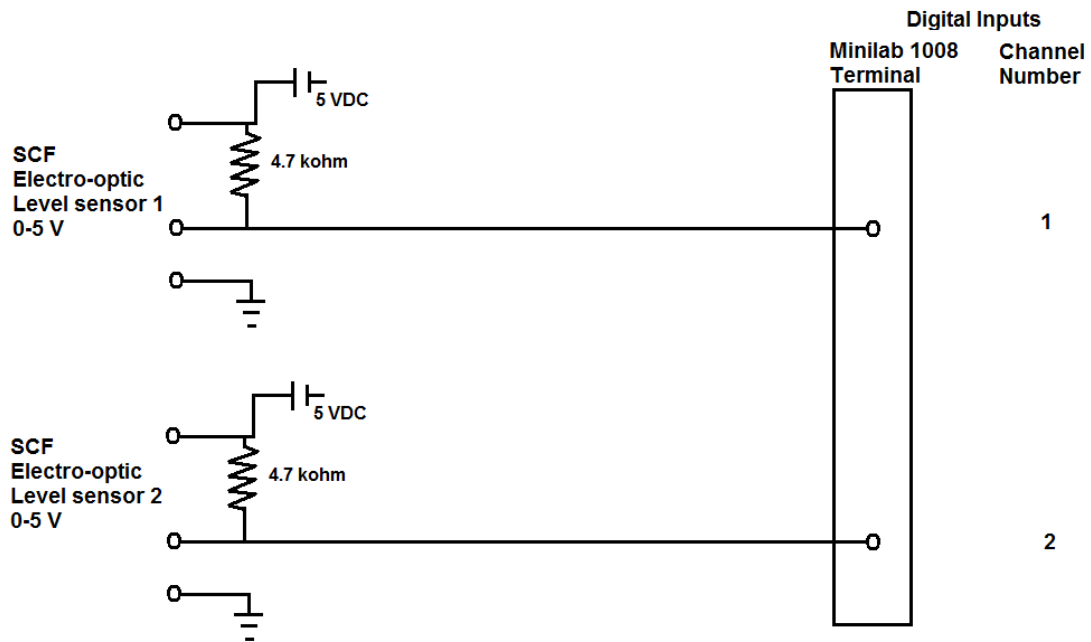 Digital Inputs
Minilab 1008
Terminal
Channel
Number
5 VDC
4.7 kohm
SCF
Electro-optic
Level sensor 1
0-5 V
1
5 VDC
4.7 kohm
SCF
Electro-optic
Level sensor 2
0-5 V
2